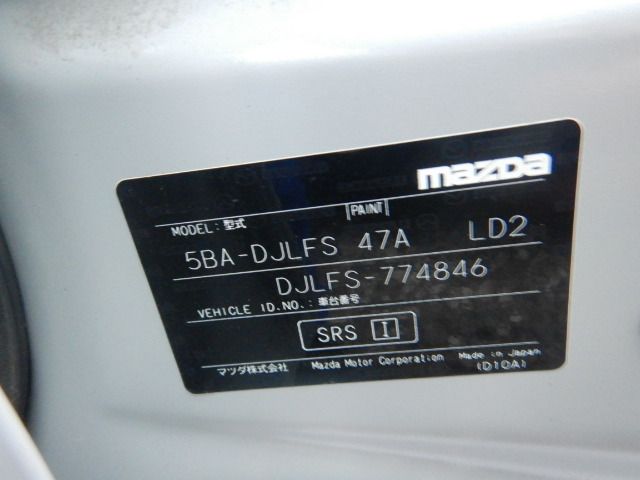 mazda
MODEL: 型式 PAINT
5BA-DJLFS 47A LD2
DJLFS-774846
VEHICLE ID.NO.: 車台番号
SRS I
マツダ株式会社 Mazda Motor Corporation Made in Japan
(D10A)